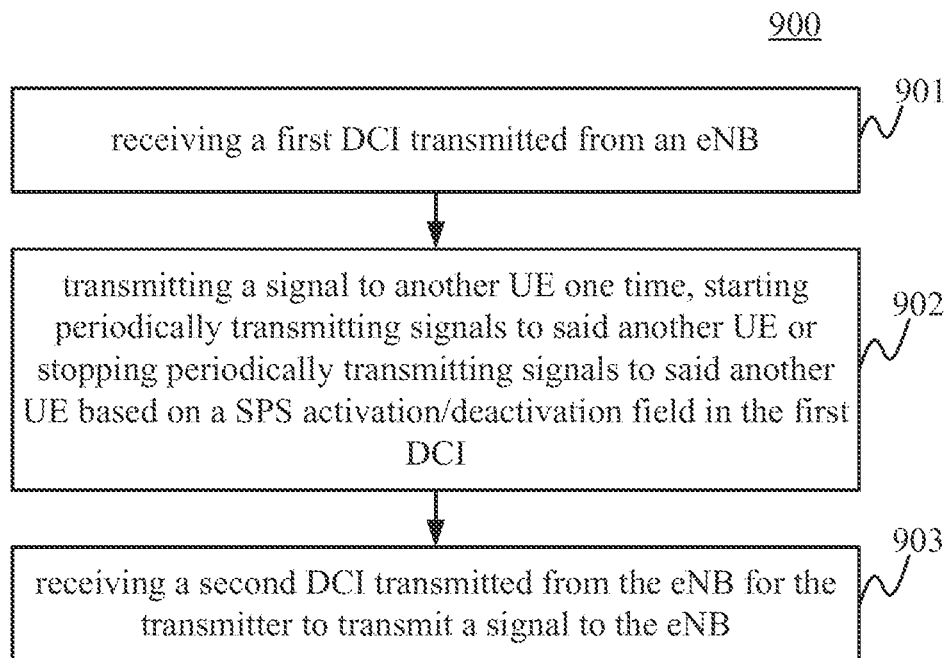 900
901
receiving a first DCI transmitted from an eNB
transmitting a signal to another UE one time, starting
periodically transmitting signals to said another UE or
stopping periodically transmitting signals to said another
UE based on a SPS activation/deactivation field in the first
DCI
902
903
receiving a second DCI transmitted from the eNB for the
transmitter to transmit a signal to the eNB